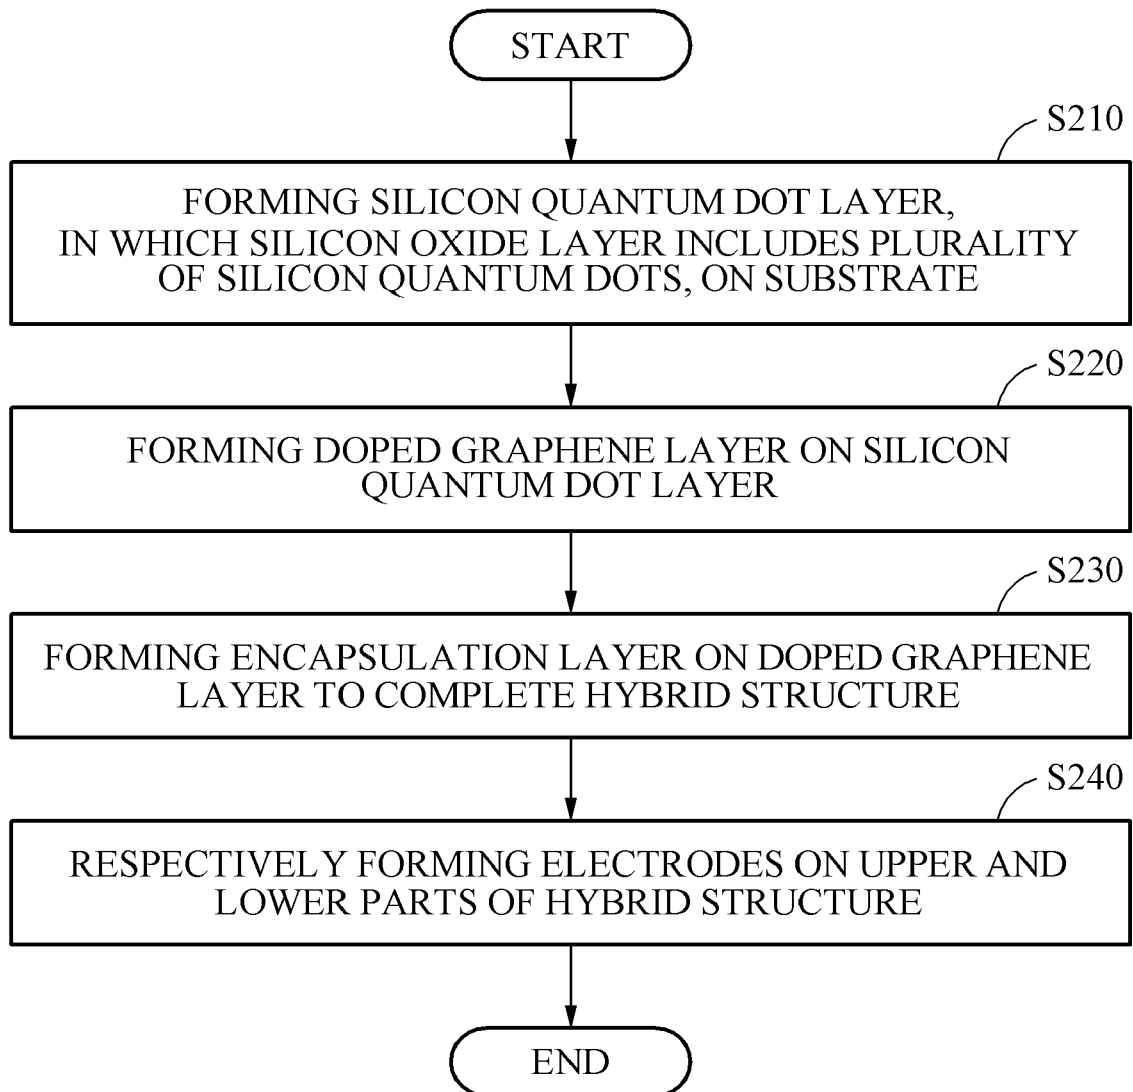 START
S210
FORMING SILICON QUANTUM DOT LAYER,
IN WHICH SILICON OXIDE LAYER INCLUDES PLURALITY
OF SILICON QUANTUM DOTS, ON SUBSTRATE
S220
FORMING DOPED GRAPHENE LAYER ON SILICON
QUANTUM DOT LAYER
S230
FORMING ENCAPSULATION LAYER ON DOPED GRAPHENE
LAYER TO COMPLETE HYBRID STRUCTURE
S240
RESPECTIVELY FORMING ELECTRODES ON UPPER AND
LOWER PARTS OF HYBRID STRUCTURE
END